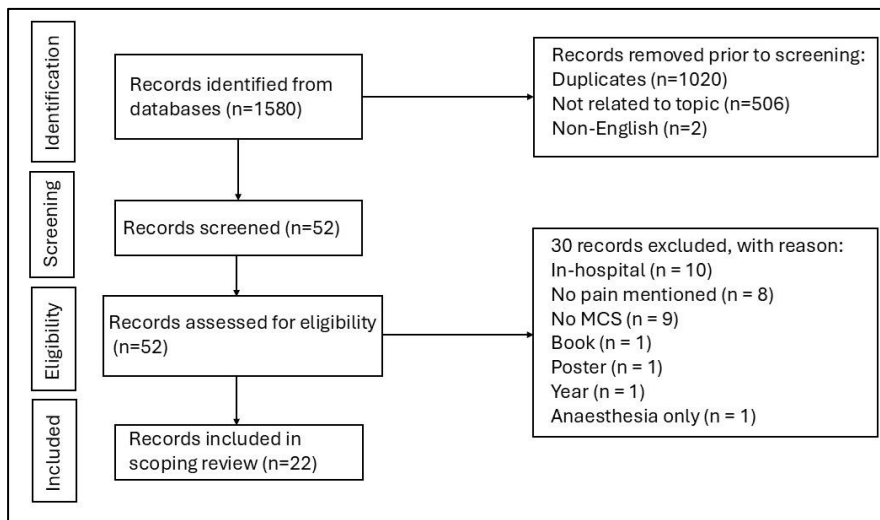 Identification
Records identified from
databases (n=1580)
Records removed prior to screening:
Duplicates (n=1020)
Not related to topic (n=506)
Non-English (n=2)
Screening
Records screened (n=52)
Eligibility
Records assessed for eligibility
(n=52)
30 records excluded, with reason:
In-hospital (n = 10)
No pain mentioned (n = 8)
No MCS (n = 9)
Book (n = 1)
Poster (n = 1)
Year (n = 1)
Anaesthesia only (n = 1)
Included
Records included in
scoping review (n=22)